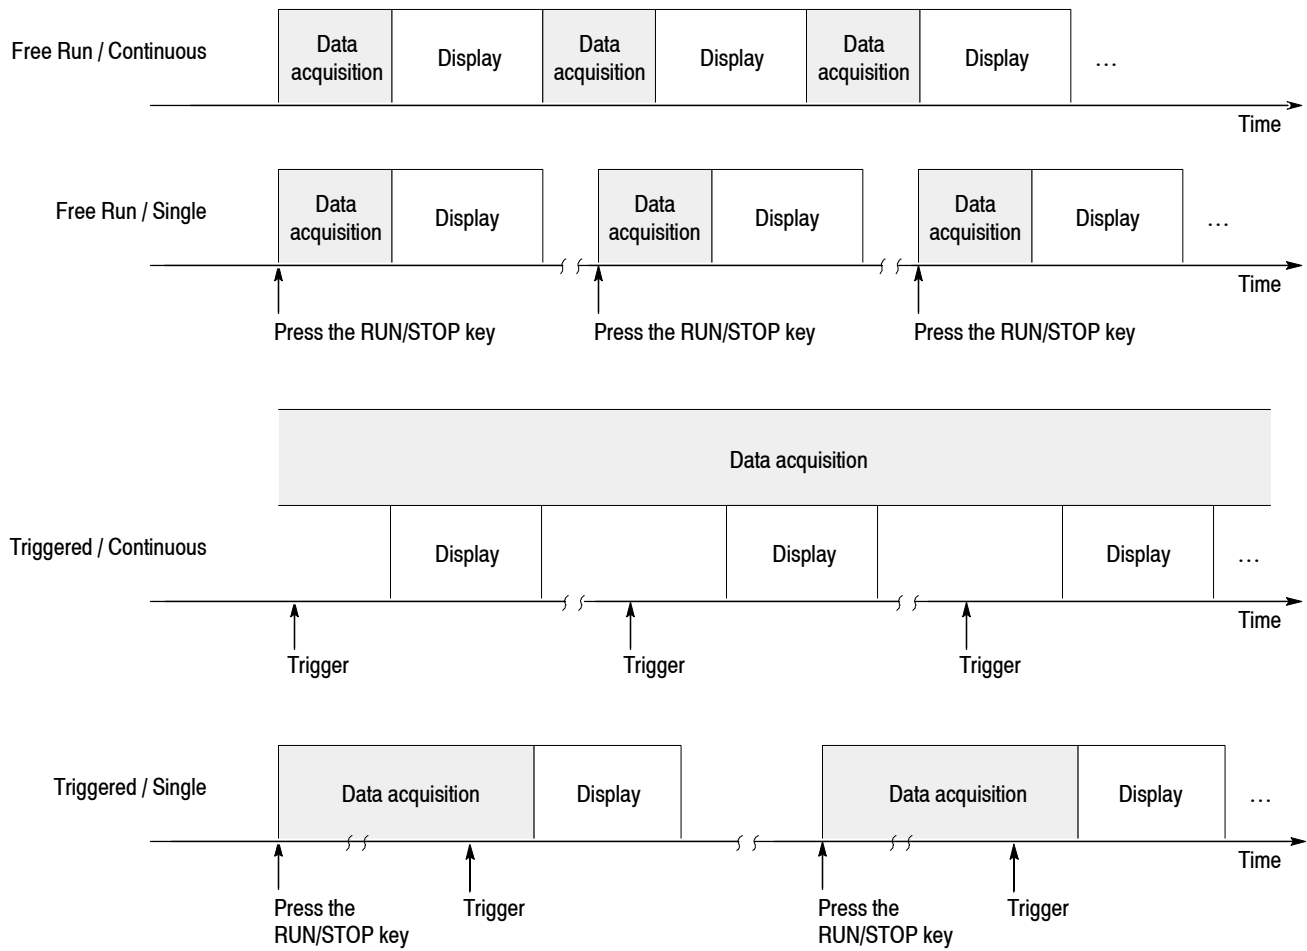 Free Run / Continuous
Data
acquisition
Display
Data
acquisition
Display
Data
acquisition
Display
...
Time
Free Run / Single
Data
acquisition
Display
Data
acquisition
Display
Data
acquisition
Display
...
Time
Press the RUN/STOP key
Press the RUN/STOP key
Press the RUN/STOP key
Data acquisition
Triggered / Continuous
Display
Display
Display
...
Time
Trigger
Trigger
Trigger
Triggered / Single
Data acquisition
Display
Data acquisition
Display
...
Time
Press the
RUN/STOP key
Trigger
Press the
RUN/STOP key
Trigger